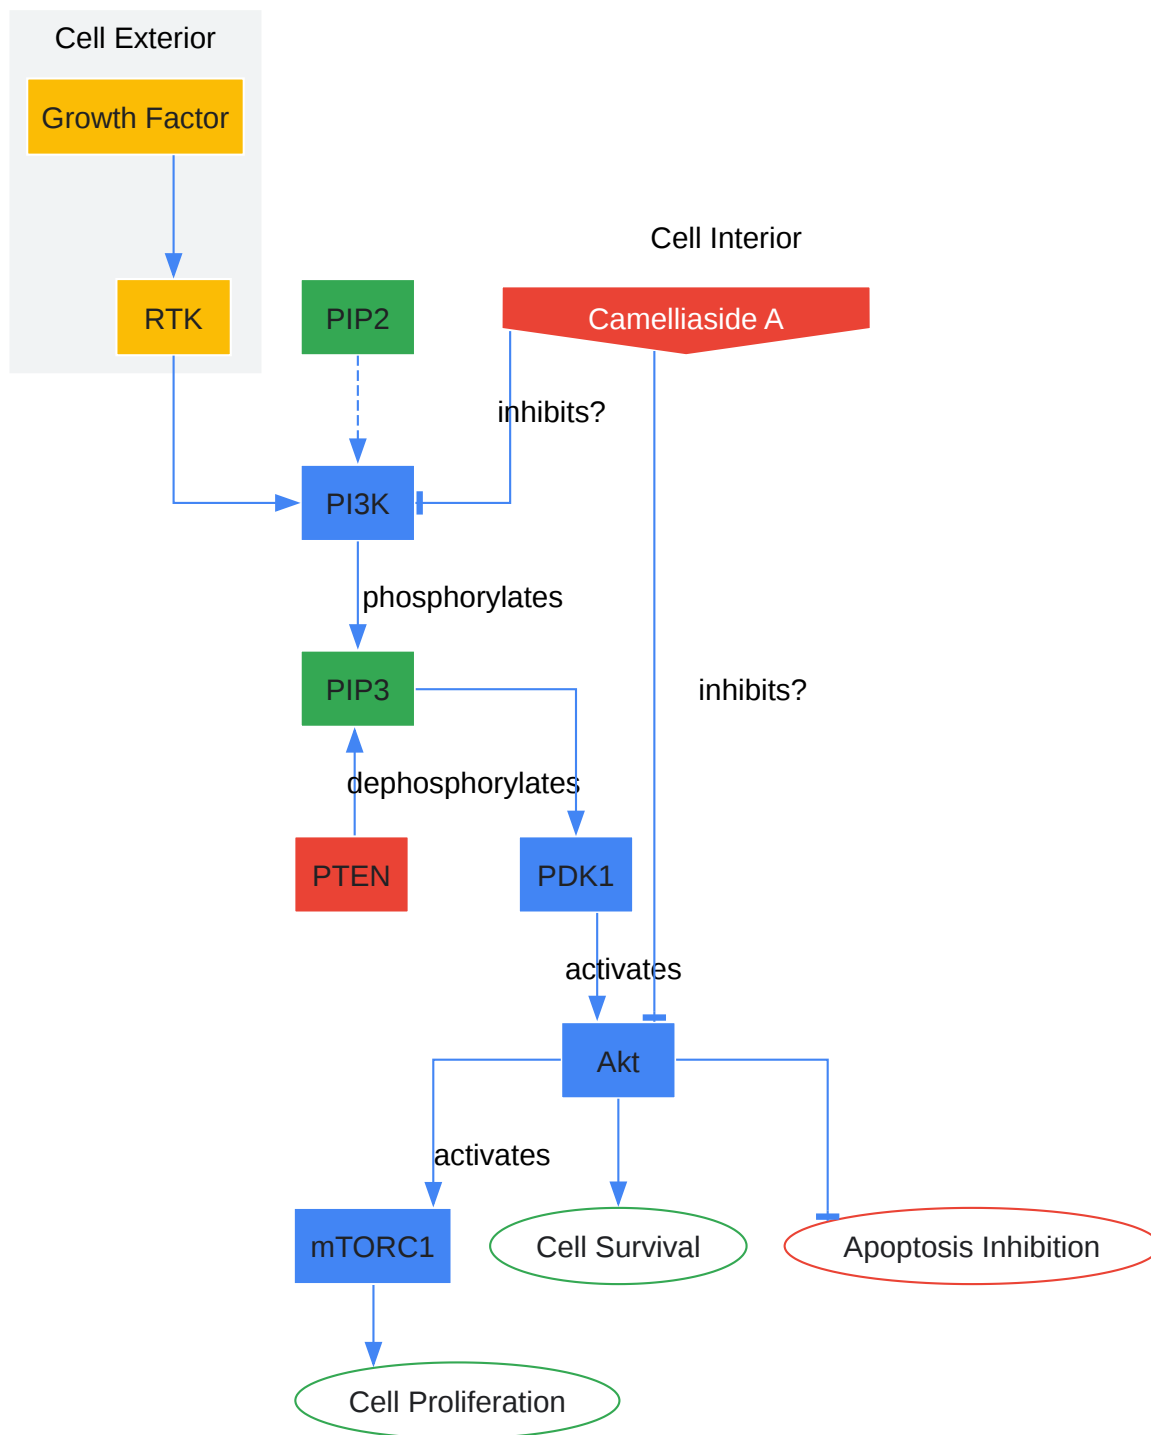 Cell Exterior
Growth Factor
Cell Interior
RTK
PIP2
Camelliaside A
inhibits?
PI3K
phosphorylates
PIP3
inhibits?
dephosphorylates
PTEN
PDK1
activates
Akt
activates
mTORC1
Cell Survival
Apoptosis Inhibition
Cell Proliferation